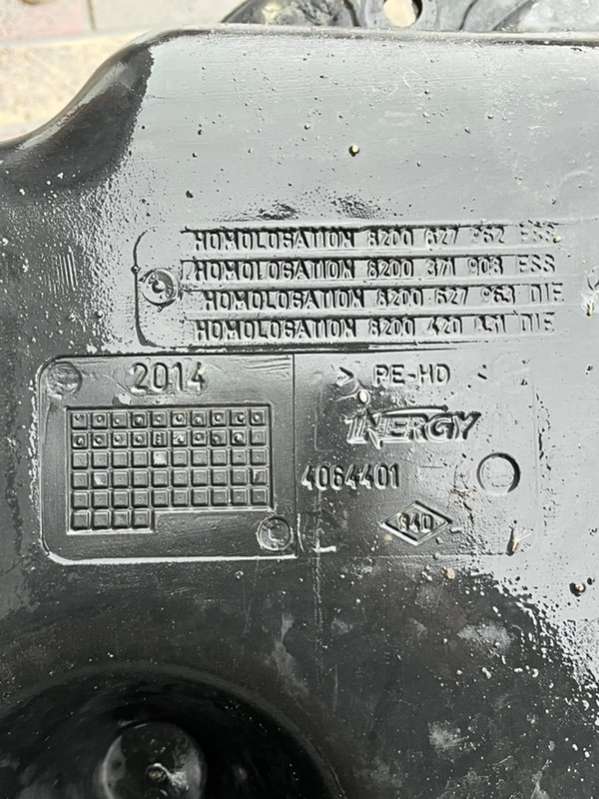 HOMOLOGATION 8200 627 962 ESS
HOMOLOGATION 8200 371 903 ESS
HOMOLOGATION 8200 627 963 DIE
HOMOLOGATION 8200 420 DIE
2014
> PE-HD <
INERGY
4064401